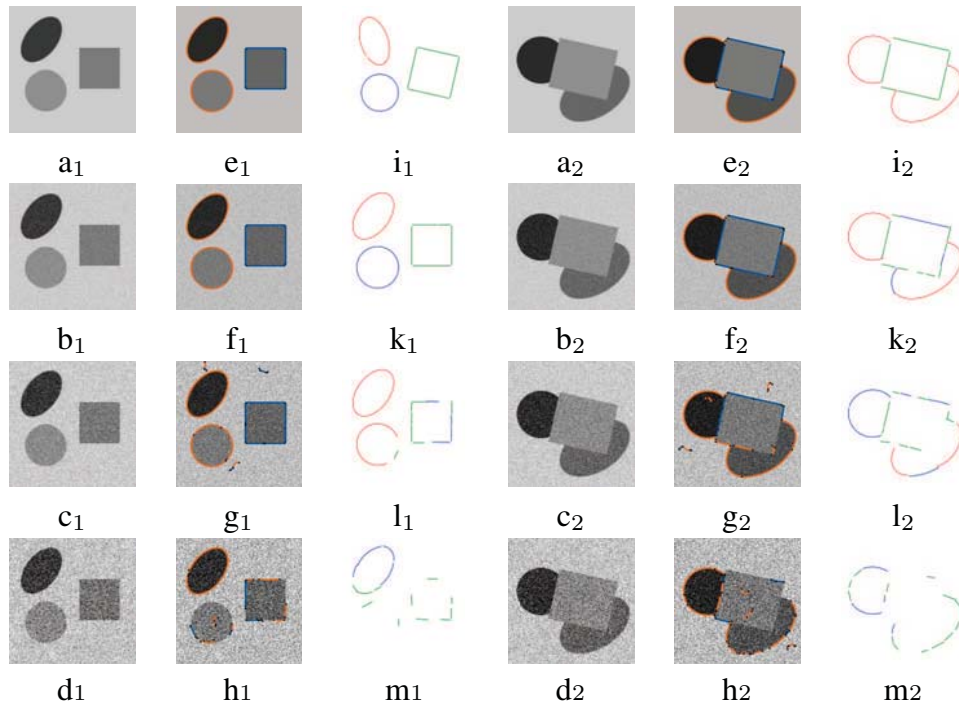 a₁ e₁ i₁ a₂ e₂ i₂
b₁ f₁ k₁ b₂ f₂ k₂
c₁ g₁ l₁ c₂ g₂ l₂
d₁ h₁ m₁ d₂ h₂ m₂